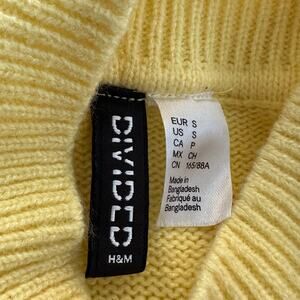 DIVIDED
H&M
EUR S
US S
CA P
MX CH
CN 165/88A
Made in
Bangladesh
Fabriqué au
Bangladesh